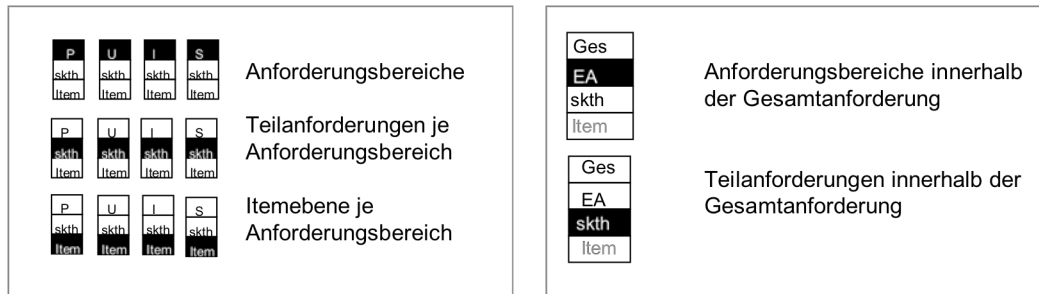 P U I S
skth skth skth skth
Item Item Item Item
Anforderungsbereiche
P U I S
skth skth skth skth
Item Item Item Item
Teilanforderungen je
Anforderungsbereich
P U I S
skth skth skth skth
Item Item Item Item
Itemebene je
Anforderungsbereich
Ges
EA
skth
Item
Anforderungsbereiche innerhalb
der Gesamtanforderung
Ges
EA
skth
Item
Teilanforderungen innerhalb der
Gesamtanforderung